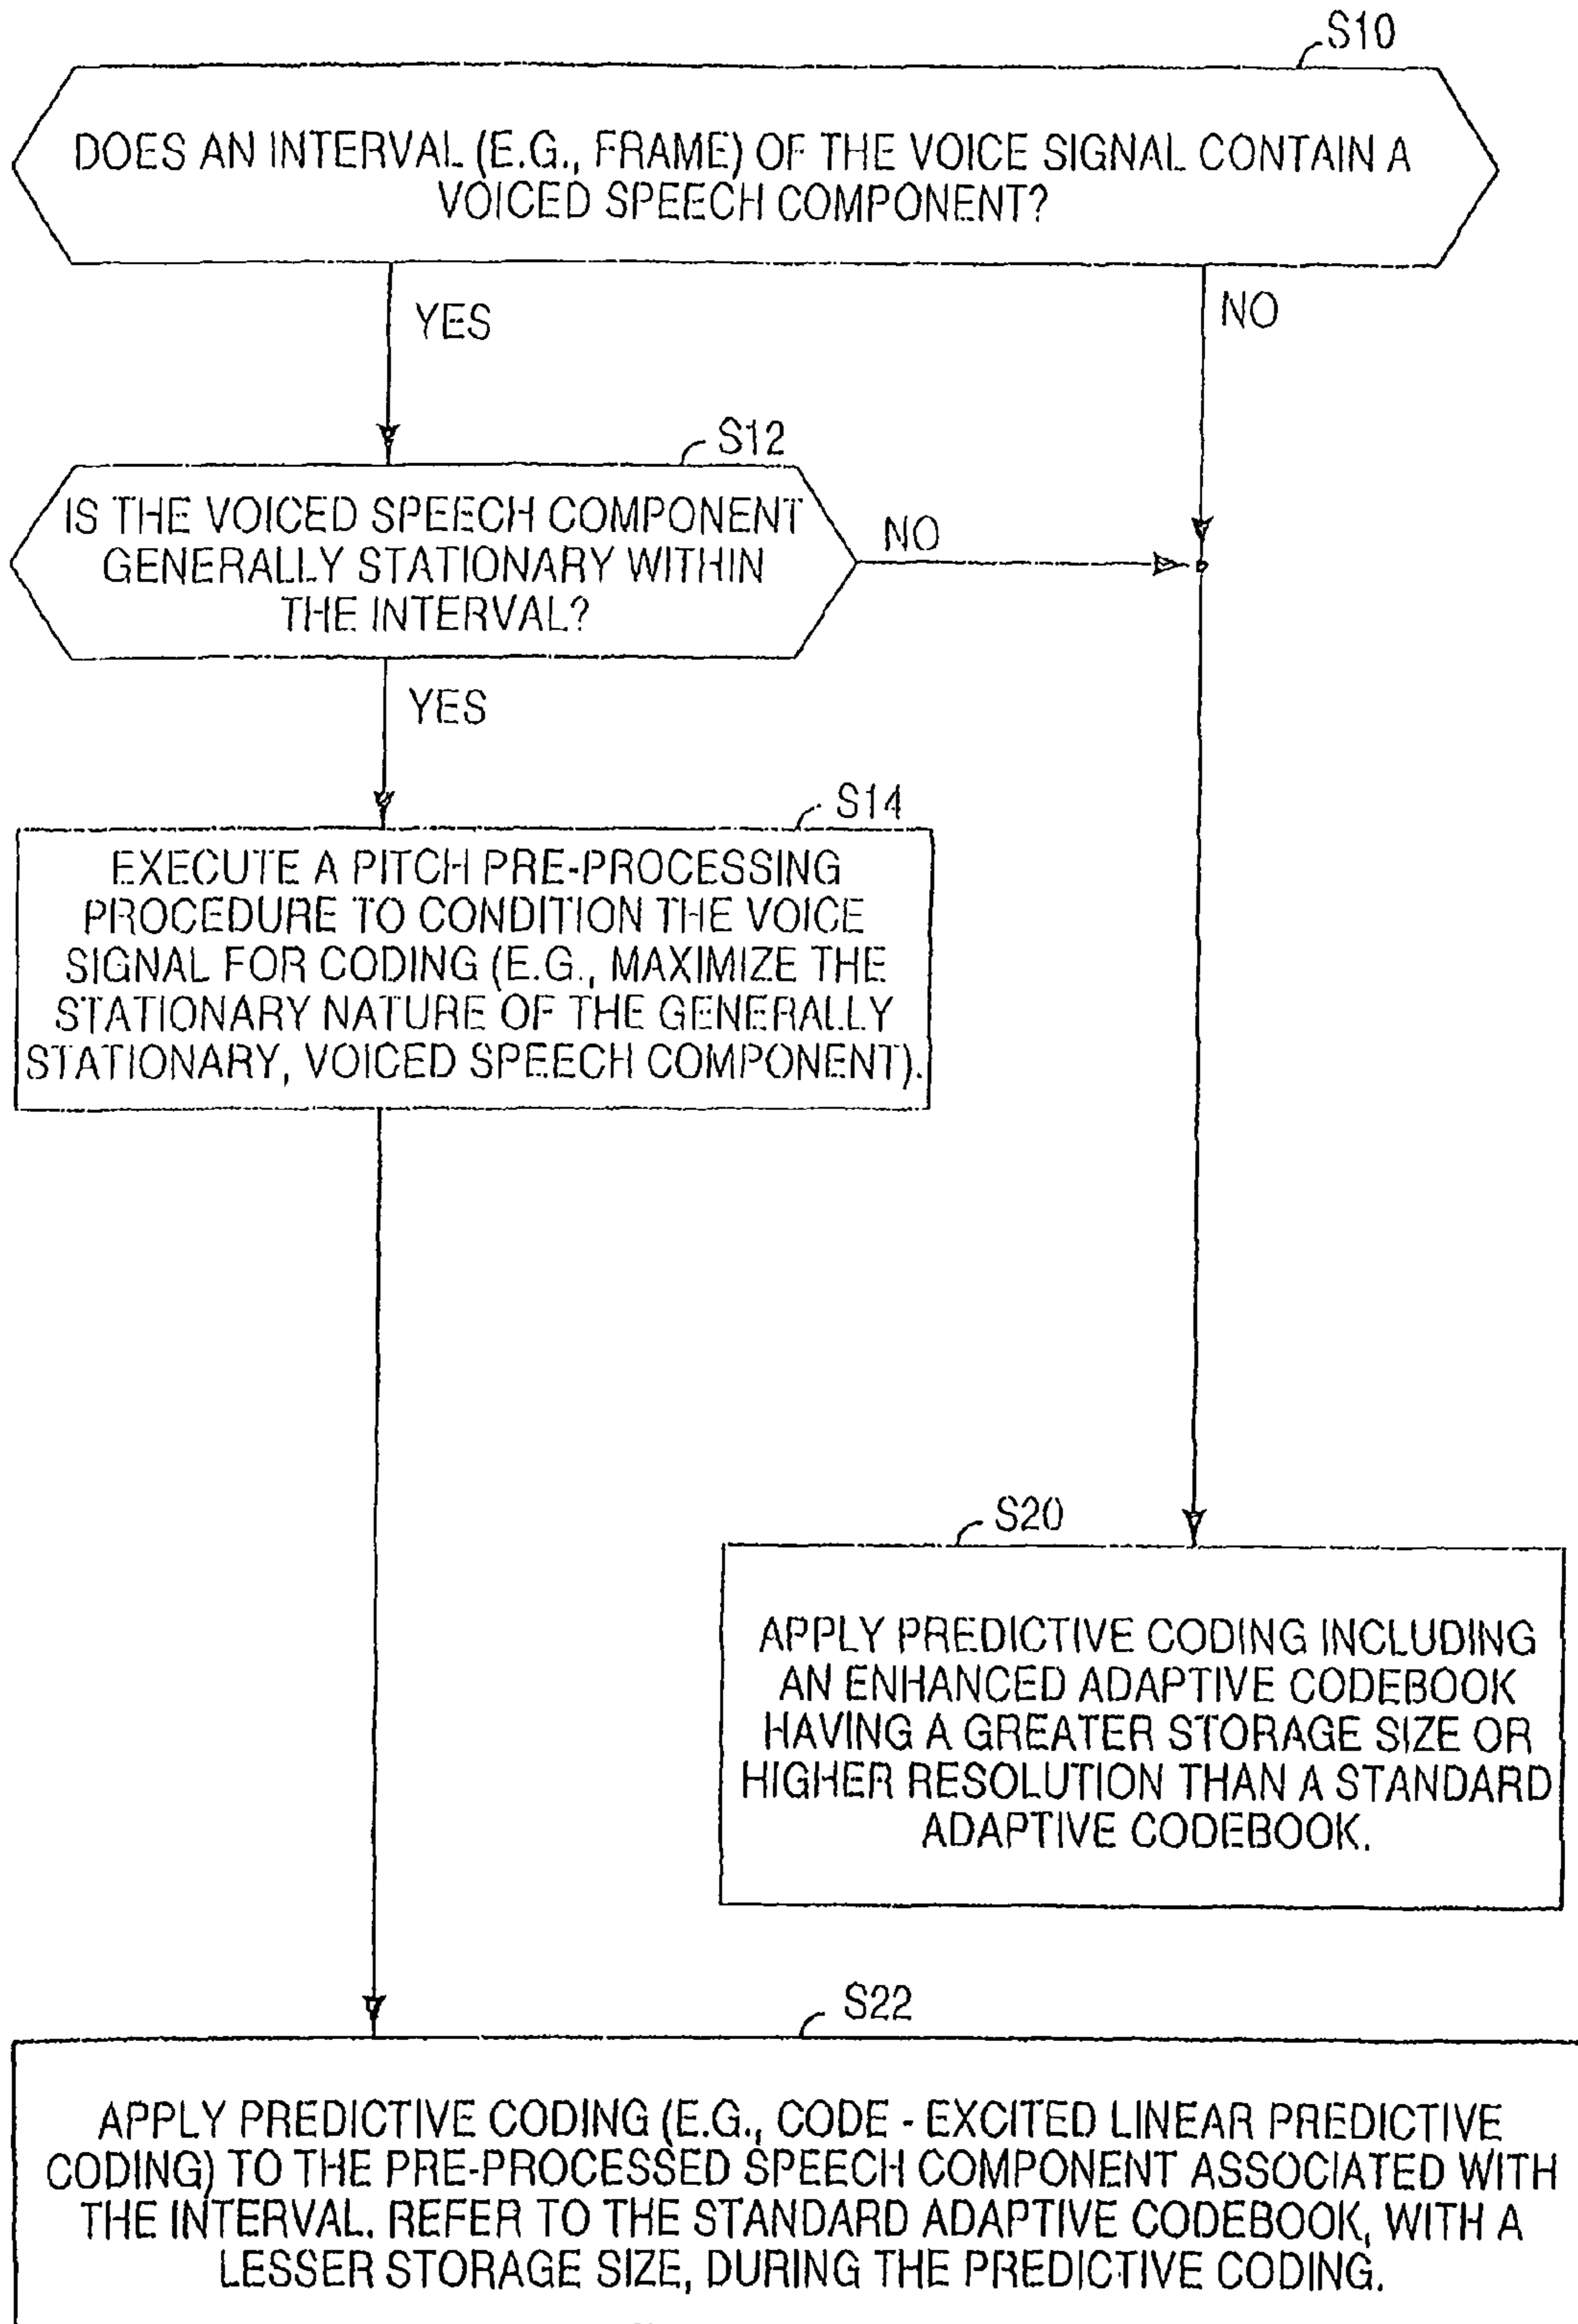 S10
DOES AN INTERVAL (E.G., FRAME) OF THE VOICE SIGNAL CONTAIN A
VOICED SPEECH COMPONENT?
YES
NO
S12
IS THE VOICED SPEECH COMPONENT
GENERALLY STATIONARY WITHIN
THE INTERVAL?
NO
YES
S14
EXECUTE A PITCH PRE-PROCESSING
PROCEDURE TO CONDITION THE VOICE
SIGNAL FOR CODING (E.G., MAXIMIZE THE
STATIONARY NATURE OF THE GENERALLY
STATIONARY, VOICED SPEECH COMPONENT).
S20
APPLY PREDICTIVE CODING INCLUDING
AN ENHANCED ADAPTIVE CODEBOOK
HAVING A GREATER STORAGE SIZE OR
HIGHER RESOLUTION THAN A STANDARD
ADAPTIVE CODEBOOK.
S22
APPLY PREDICTIVE CODING (E.G., CODE - EXCITED LINEAR PREDICTIVE
CODING) TO THE PRE-PROCESSED SPEECH COMPONENT ASSOCIATED WITH
THE INTERVAL. REFER TO THE STANDARD ADAPTIVE CODEBOOK, WITH A
LESSER STORAGE SIZE, DURING THE PREDICTIVE CODING.